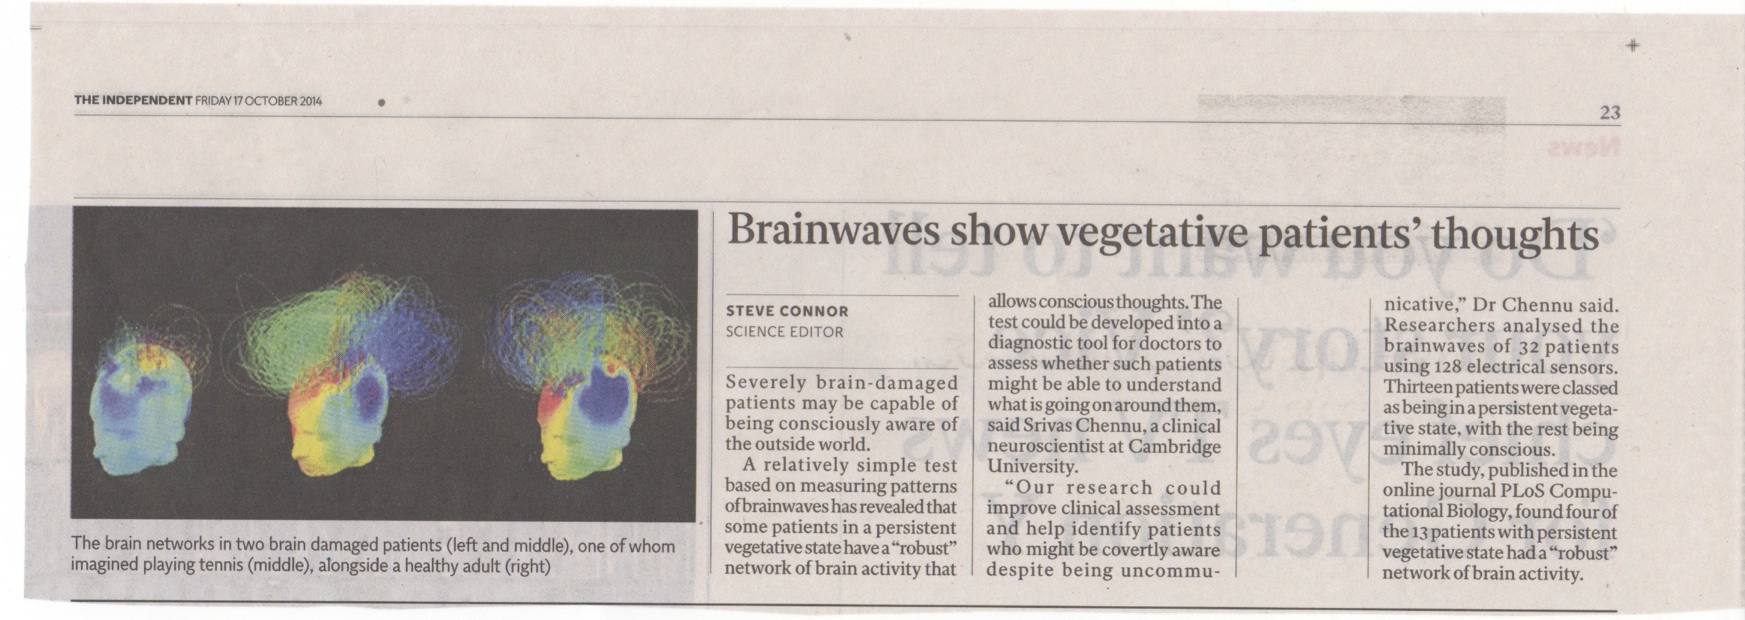 THE INDEPENDENT FRIDAY 17 OCTOBER 2014
23
News
Brainwaves show vegetative patients’ thoughts
The brain networks in two brain damaged patients (left and middle), one of whom
imagined playing tennis (middle), alongside a healthy adult (right)
STEVE CONNOR
SCIENCE EDITOR
Severely brain-damaged
patients may be capable of
being consciously aware of
the outside world.
A relatively simple test
based on measuring patterns
of brainwaves has revealed that
some patients in a persistent
vegetative state have a “robust”
network of brain activity that
allows conscious thoughts. The
test could be developed into a
diagnostic tool for doctors to
assess whether such patients
might be able to understand
what is going on around them,
said Srivas Chennu, a clinical
neuroscientist at Cambridge
University.
“Our research could
improve clinical assessment
and help identify patients
who might be covertly aware
despite being uncommu-
nicative,” Dr Chennu said.
Researchers analysed the
brainwaves of 32 patients
using 128 electrical sensors.
Thirteen patients were classed
as being in a persistent vegeta-
tive state, with the rest being
minimally conscious.
The study, published in the
online journal PLoS Compu-
tational Biology, found four of
the 13 patients with persistent
vegetative state had a “robust”
network of brain activity.